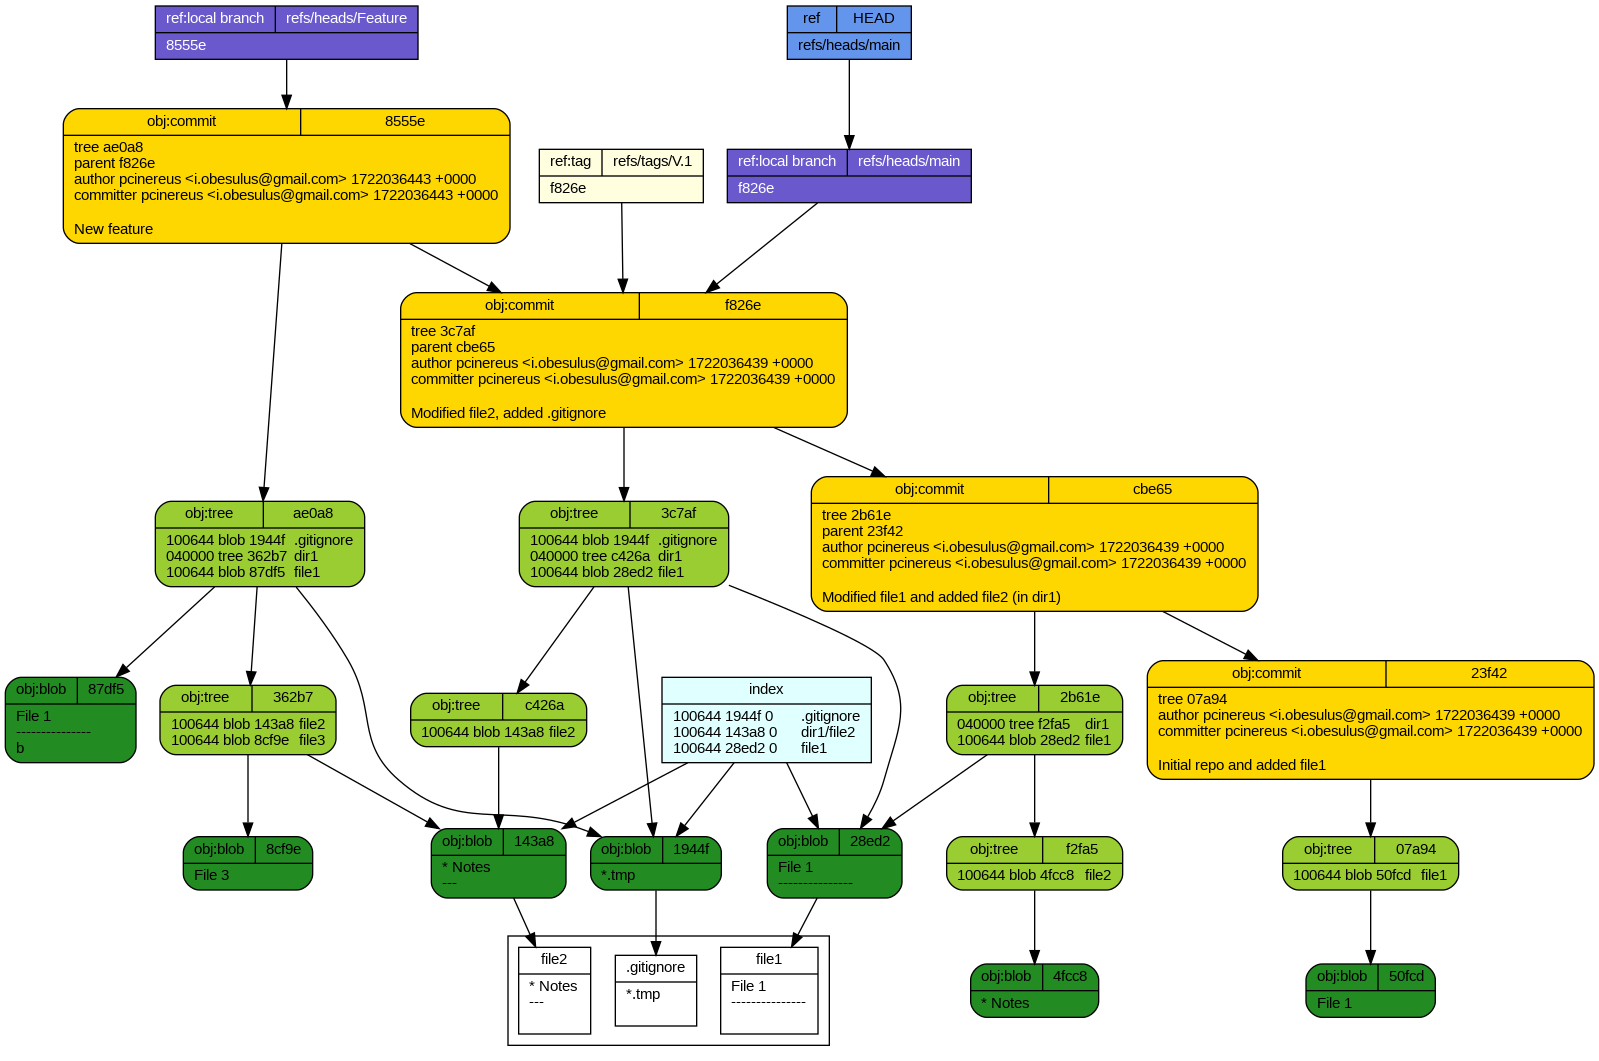 ref:local branch refs/heads/Feature
8555e
ref HEAD
refs/heads/main
obj:commit 8555e
tree ae0a8
parent f826e
author pcinereus <i.obesulus@gmail.com> 1722036443 +0000
committer pcinereus <i.obesulus@gmail.com> 1722036443 +0000
New feature
ref:tag refs/tags/V.1
f826e
ref:local branch refs/heads/main
f826e
obj:commit f826e
tree 3c7af
parent cbe65
author pcinereus <i.obesulus@gmail.com> 1722036439 +0000
committer pcinereus <i.obesulus@gmail.com> 1722036439 +0000
Modified file2, added .gitignore
obj:commit cbe65
tree 2b61e
parent 23f42
author pcinereus <i.obesulus@gmail.com> 1722036439 +0000
committer pcinereus <i.obesulus@gmail.com> 1722036439 +0000
Modified file1 and added file2 (in dir1)
obj:tree ae0a8
100644 blob 1944f .gitignore
040000 tree 362b7 dir1
100644 blob 87df5 file1
obj:tree 3c7af
100644 blob 1944f .gitignore
040000 tree c426a dir1
100644 blob 28ed2 file1
obj:commit 23f42
tree 07a94
author pcinereus <i.obesulus@gmail.com> 1722036439 +0000
committer pcinereus <i.obesulus@gmail.com> 1722036439 +0000
Initial repo and added file1
obj:blob 87df5
File 1
---------------
b
obj:tree 362b7
100644 blob 143a8 file2
100644 blob 8cf9e file3
obj:tree c426a
100644 blob 143a8 file2
index
100644 1944f 0 .gitignore
100644 143a8 0 dir1/file2
100644 28ed2 0 file1
obj:tree 2b61e
040000 tree f2fa5 dir1
100644 blob 28ed2 file1
obj:blob 8cf9e
File 3
obj:blob 143a8
* Notes
---
obj:blob 1944f
*.tmp
obj:blob 28ed2
File 1
---------------
obj:tree f2fa5
100644 blob 4fcc8 file2
obj:tree 07a94
100644 blob 50fcd file1
file2
* Notes
---
.gitignore
*.tmp
file1
File 1
---------------
obj:blob 4fcc8
* Notes
obj:blob 50fcd
File 1